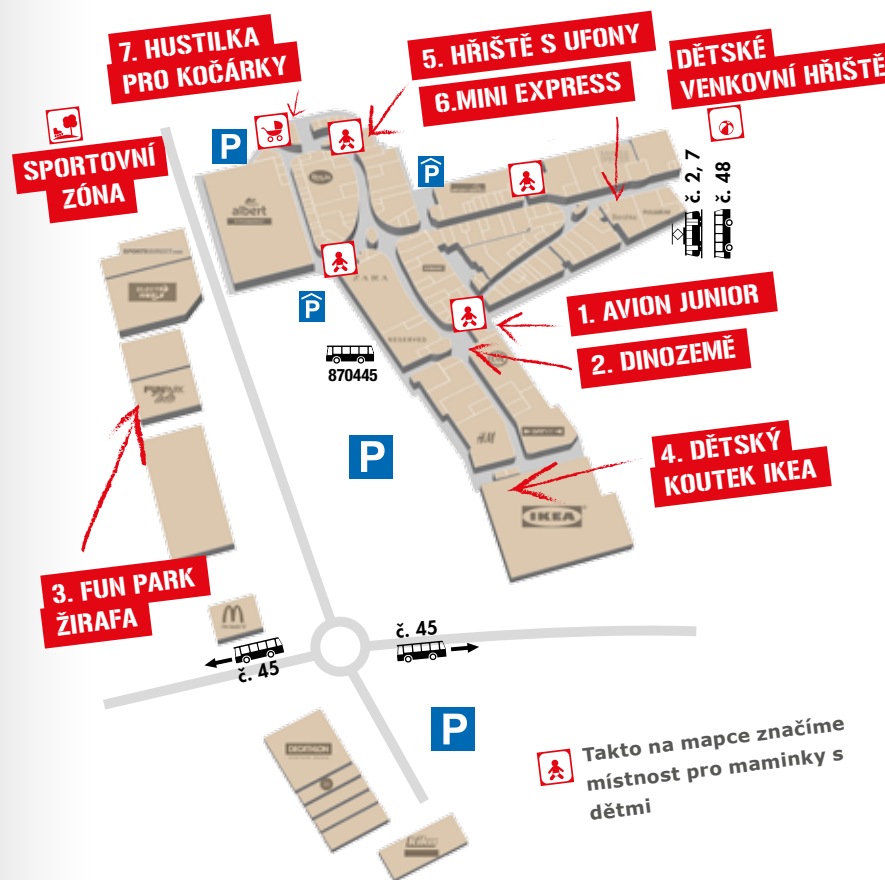 7. HUSTILKA
PRO KOČÁRKY
5. HŘIŠTĚ S UFONY
6.MINI EXPRESS
DĚTSKÉ
VENKOVNÍ HŘIŠTĚ
SPORTOVNÍ
ZÓNA
P
P
P
albert
č. 2, 7
č. 48
ZARA
RESERVED
870445
1. AVION JUNIOR
2. DINOZEMĚ
P
H&M
4. DĚTSKÝ
KOUTEK IKEA
IKEA
3. FUN PARK
ŽIRAFA
č. 45
č. 45
P
DECATHLON
Takto na mapce značíme
místnost pro maminky s
dětmi